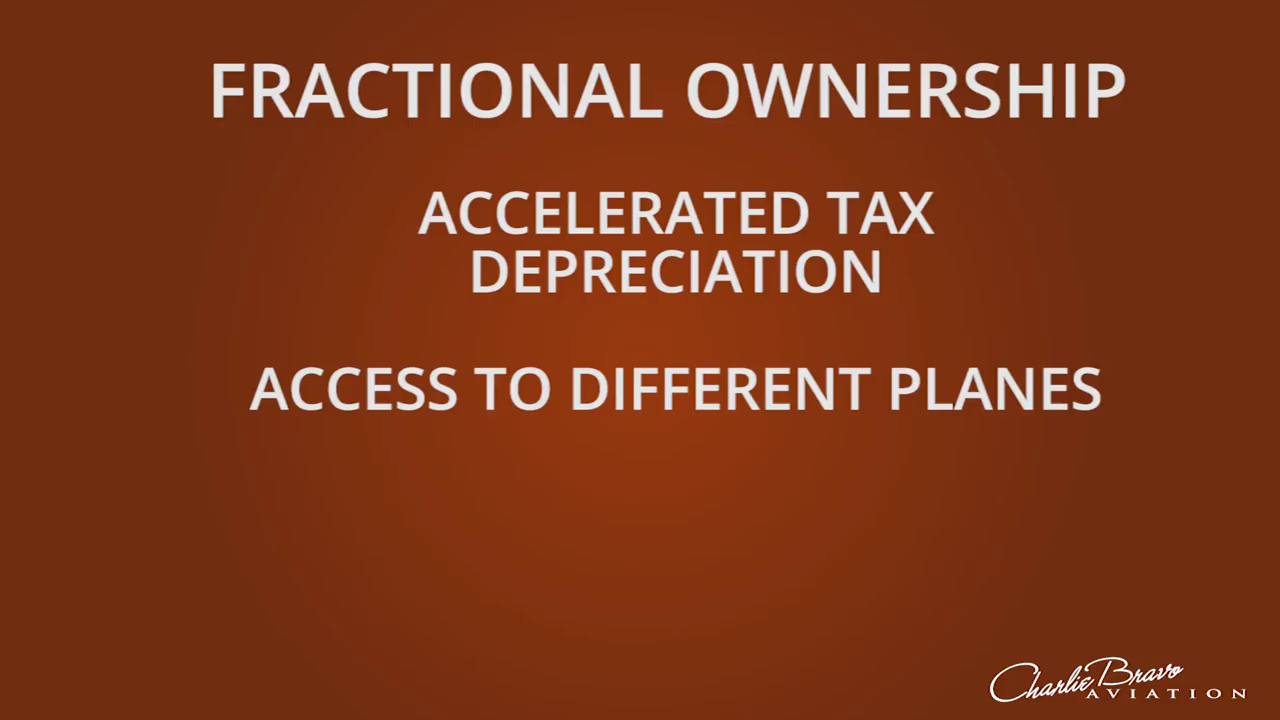 FRACTIONAL OWNERSHIP
ACCELERATED TAX
DEPRECIATION
ACCESS TO DIFFERENT PLANES
Charlie Bravo
AVIATION